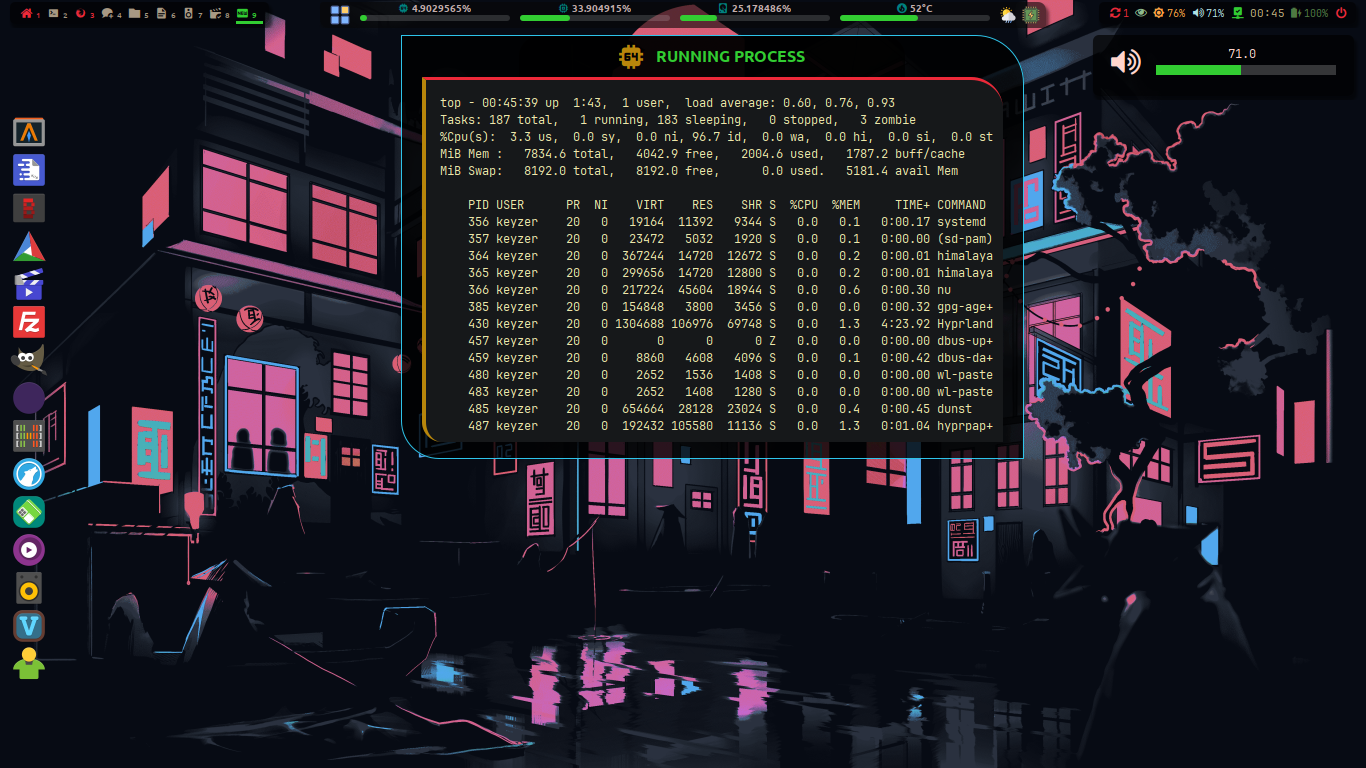 1 2 3 4 5 6 7 8 9
4.9029565% 33.904915% 25.178486% 52°C
1 76% 71% 00:45 100%
71.0
64 RUNNING PROCESS
top - 00:45:39 up  1:43,  1 user,  load average: 0.60, 0.76, 0.93
Tasks: 187 total,   1 running, 183 sleeping,   0 stopped,   3 zombie
%Cpu(s):  3.3 us,  0.0 sy,  0.0 ni, 96.7 id,  0.0 wa,  0.0 hi,  0.0 si,  0.0 st
MiB Mem :   7834.6 total,   4042.9 free,   2004.6 used,   1787.2 buff/cache
MiB Swap:   8192.0 total,   8192.0 free,      0.0 used.   5181.4 avail Mem
PID USER      PR  NI    VIRT    RES    SHR S  %CPU  %MEM     TIME+ COMMAND
356 keyzer    20   0   19164  11392   9344 S   0.0   0.1   0:00.17 systemd
357 keyzer    20   0   23472   5032   1920 S   0.0   0.1   0:00.00 (sd-pam)
364 keyzer    20   0  367244  14720  12672 S   0.0   0.2   0:00.01 himalaya
365 keyzer    20   0  299656  14720  12800 S   0.0   0.2   0:00.01 himalaya
366 keyzer    20   0  217224  45604  18944 S   0.0   0.6   0:00.30 nu
385 keyzer    20   0  154848   3800   3456 S   0.0   0.0   0:00.32 gpg-age+
430 keyzer    20   0 1304688 106976  69748 S   0.0   1.3   4:23.92 Hyprland
457 keyzer    20   0       0      0      0 Z   0.0   0.0   0:00.00 dbus-up+
459 keyzer    20   0    8860   4608   4096 S   0.0   0.1   0:00.42 dbus-da+
480 keyzer    20   0    2652   1536   1408 S   0.0   0.0   0:00.00 wl-paste
483 keyzer    20   0    2652   1408   1280 S   0.0   0.0   0:00.00 wl-paste
485 keyzer    20   0  654664  28128  23024 S   0.0   0.4   0:00.45 dunst
487 keyzer    20   0  192432 105580  11136 S   0.0   1.3   0:01.04 hyprpap+
Fz
V